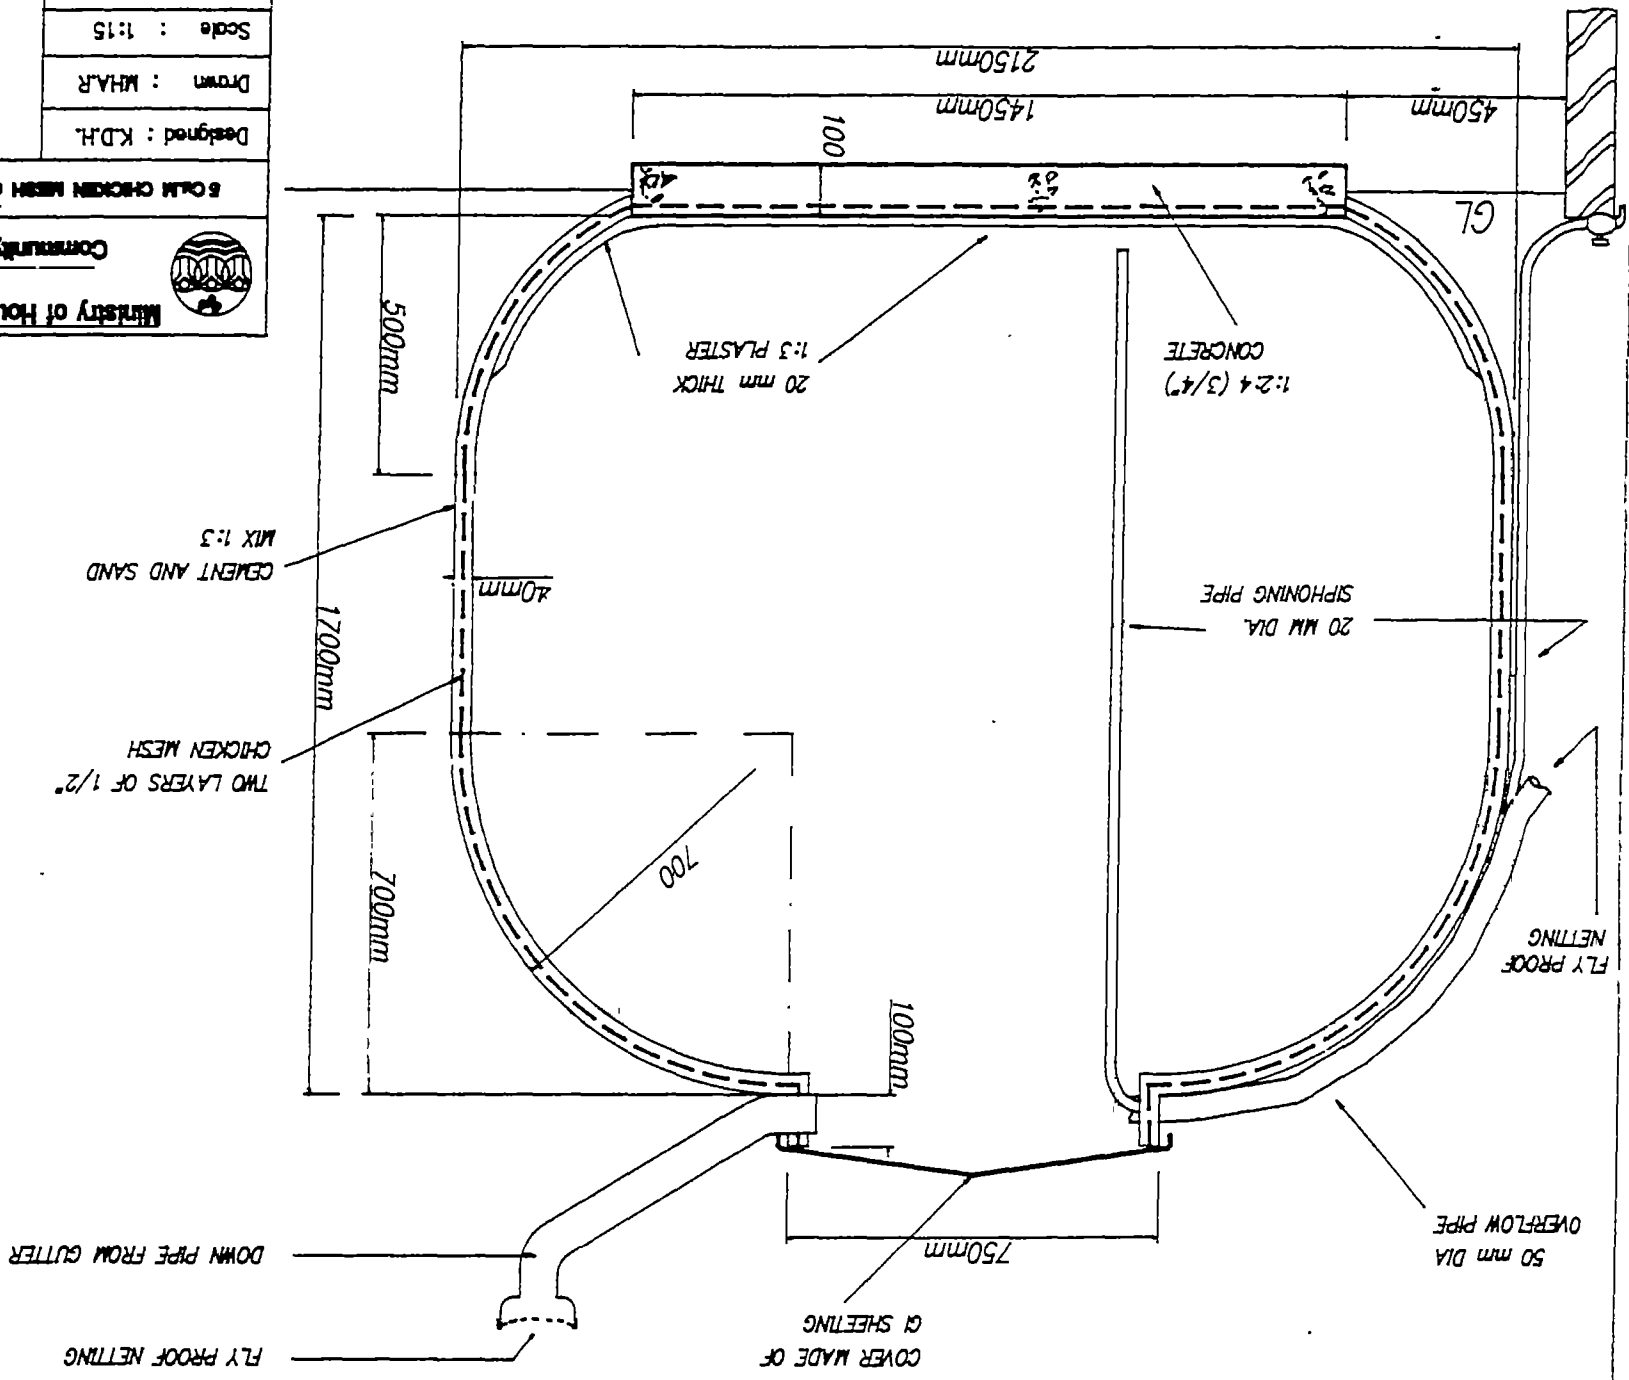 FLY PROOF NETTING
COVER MADE OF
GI SHEETING
DOWN PIPE FROM GUTTER
750mm
50 mm DIA
OVERFLOW PIPE
100mm
FLY PROOF
NETTING
700
700mm
TWO LAYERS OF 1/2"
CHICKEN MESH
1700mm
20 MM DIA.
SIPHONING PIPE
40mm
CEMENT AND SAND
MIX 1:3
500mm
20 mm THICK
1:3 PLASTER
1:2:4 (3/4")
CONCRETE
GL
100
1450mm
450mm
2150mm
Ministry of Hou
Community
5 Cu.M CHICKEN MESH
Designed : K.D.H.
Drawn : MHA.R
Scale : 1:15